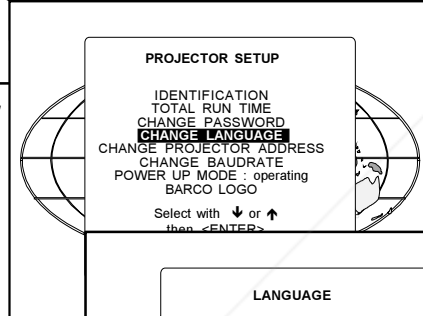 PROJECTOR SETUP
IDENTIFICATION
TOTAL RUN TIME
CHANGE PASSWORD
CHANGE LANGUAGE
CHANGE PROJECTOR ADDRESS
CHANGE BAUDRATE
POWER UP MODE : operating
BARCO LOGO
Select with ↓ or ↑
then <ENTER>
LANGUAGE